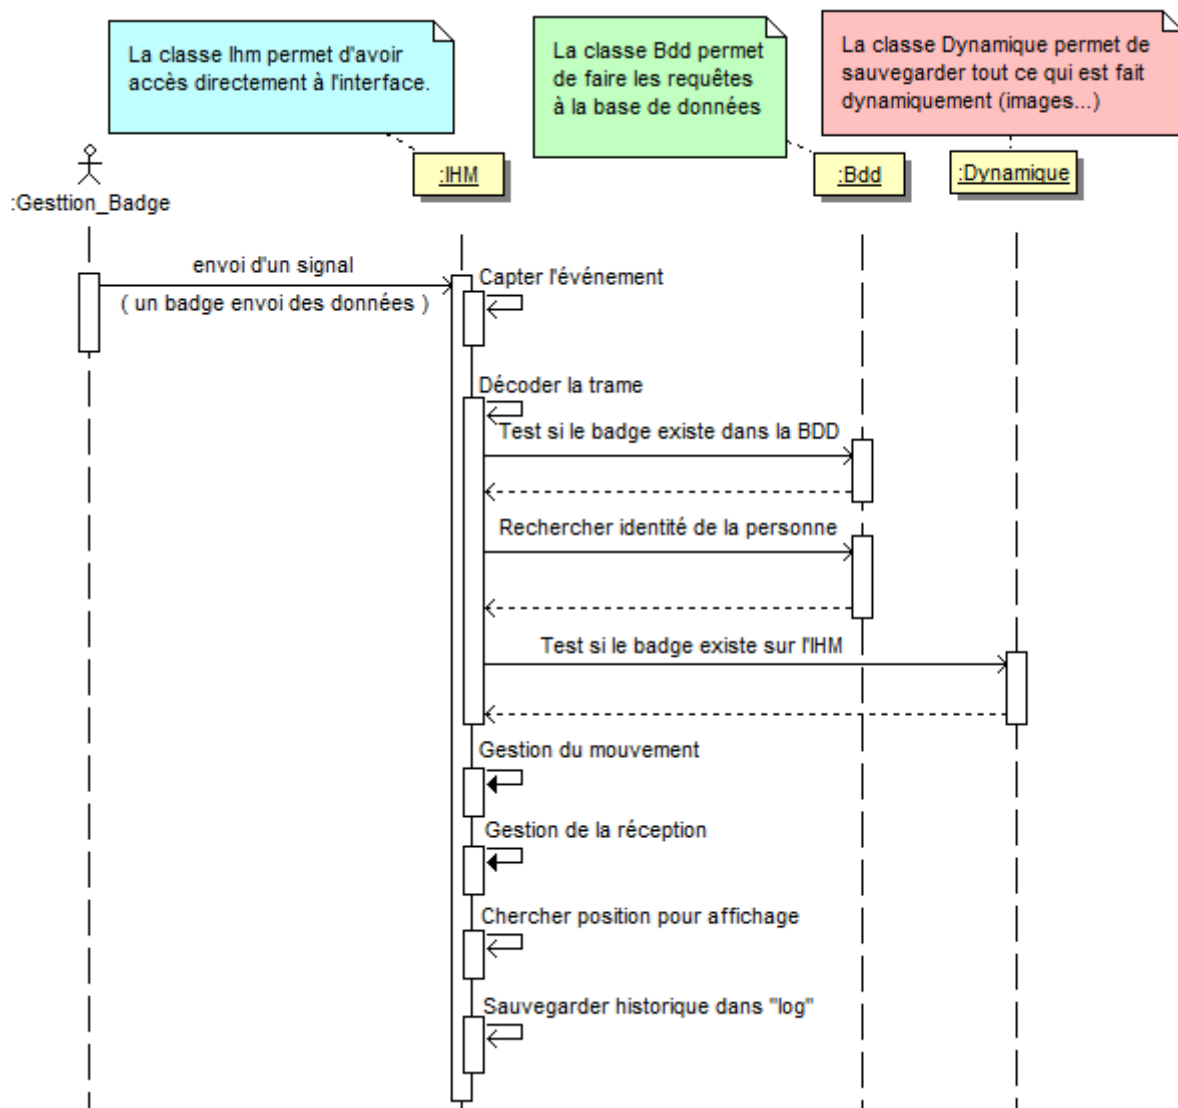 La classe Ihm permet d'avoir
accès directement à l'interface.
La classe Bdd permet
de faire les requêtes
à la base de données
La classe Dynamique permet de
sauvegarder tout ce qui est fait
dynamiquement (images...)
:Gesttion_Badge
:IHM
:Bdd
:Dynamique
envoi d'un signal
( un badge envoi des données )
Capter l'événement
Décoder la trame
Test si le badge existe dans la BDD
Rechercher identité de la personne
Test si le badge existe sur l'IHM
Gestion du mouvement
Gestion de la réception
Chercher position pour affichage
Sauvegarder historique dans "log"